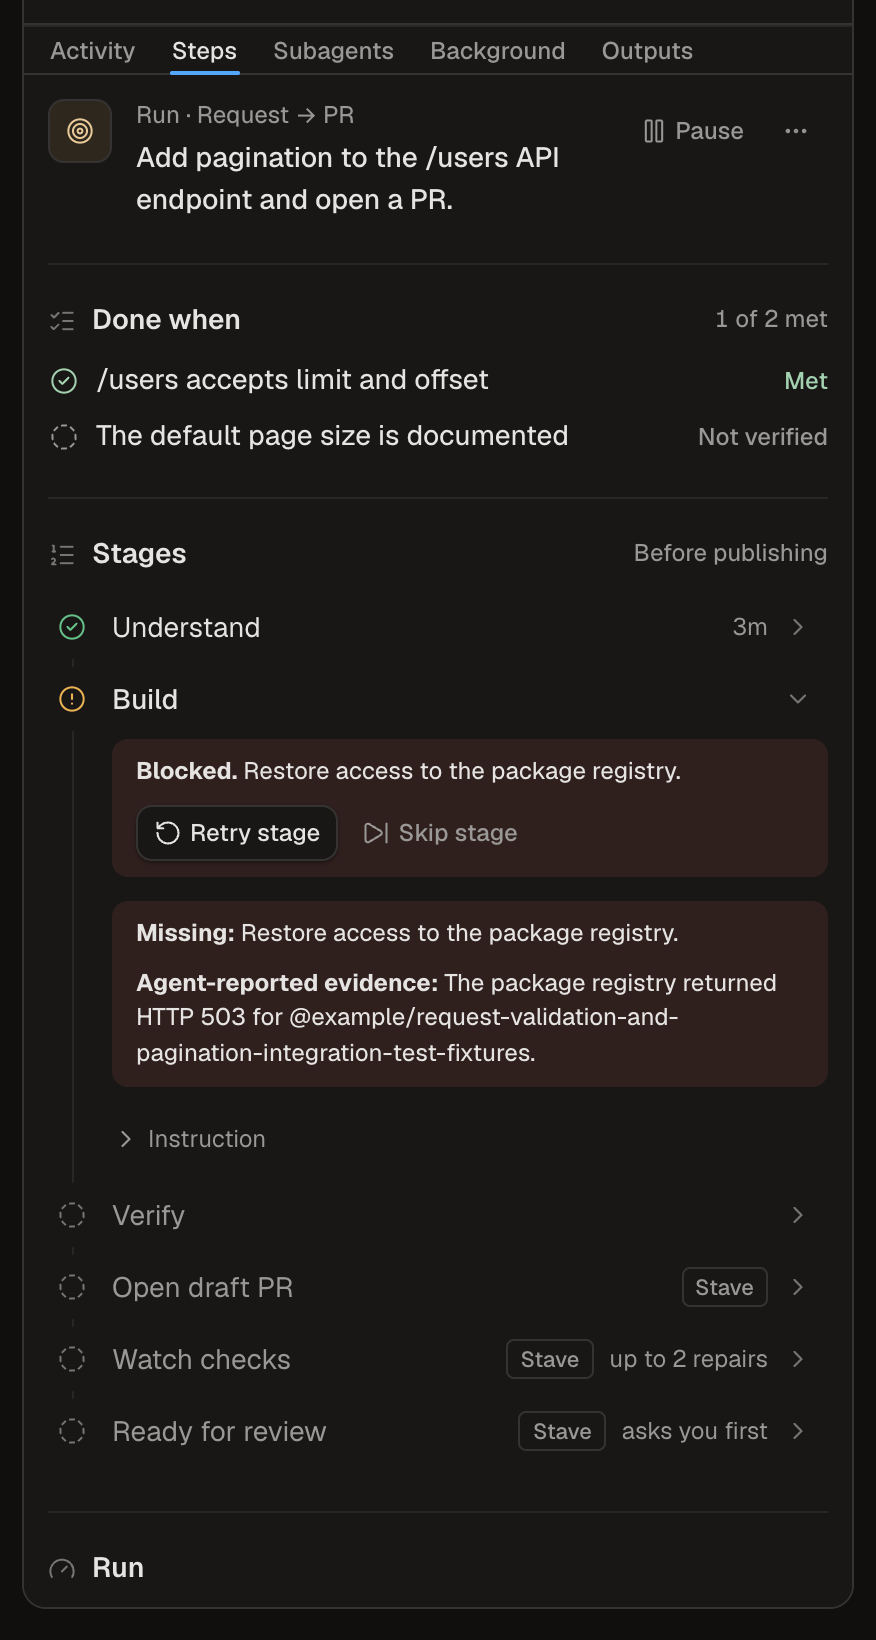 Activity Steps Subagents Background Outputs
Run · Request → PR
Pause
Add pagination to the /users API
endpoint and open a PR.
Done when 1 of 2 met
/users accepts limit and offset Met
The default page size is documented Not verified
Stages Before publishing
Understand 3m
Build
Blocked. Restore access to the package registry.
Retry stage Skip stage
Missing: Restore access to the package registry.
Agent-reported evidence: The package registry returned
HTTP 503 for @example/request-validation-and-
pagination-integration-test-fixtures.
Instruction
Verify
Open draft PR Stave
Watch checks Stave up to 2 repairs
Ready for review Stave asks you first
Run